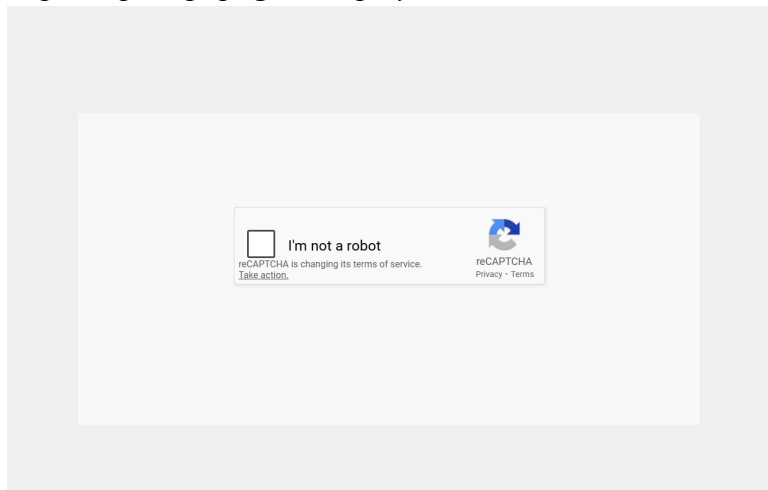 I'm not a robot
reCAPTCHA is changing its terms of service.
Take action.
reCAPTCHA
Privacy - Terms